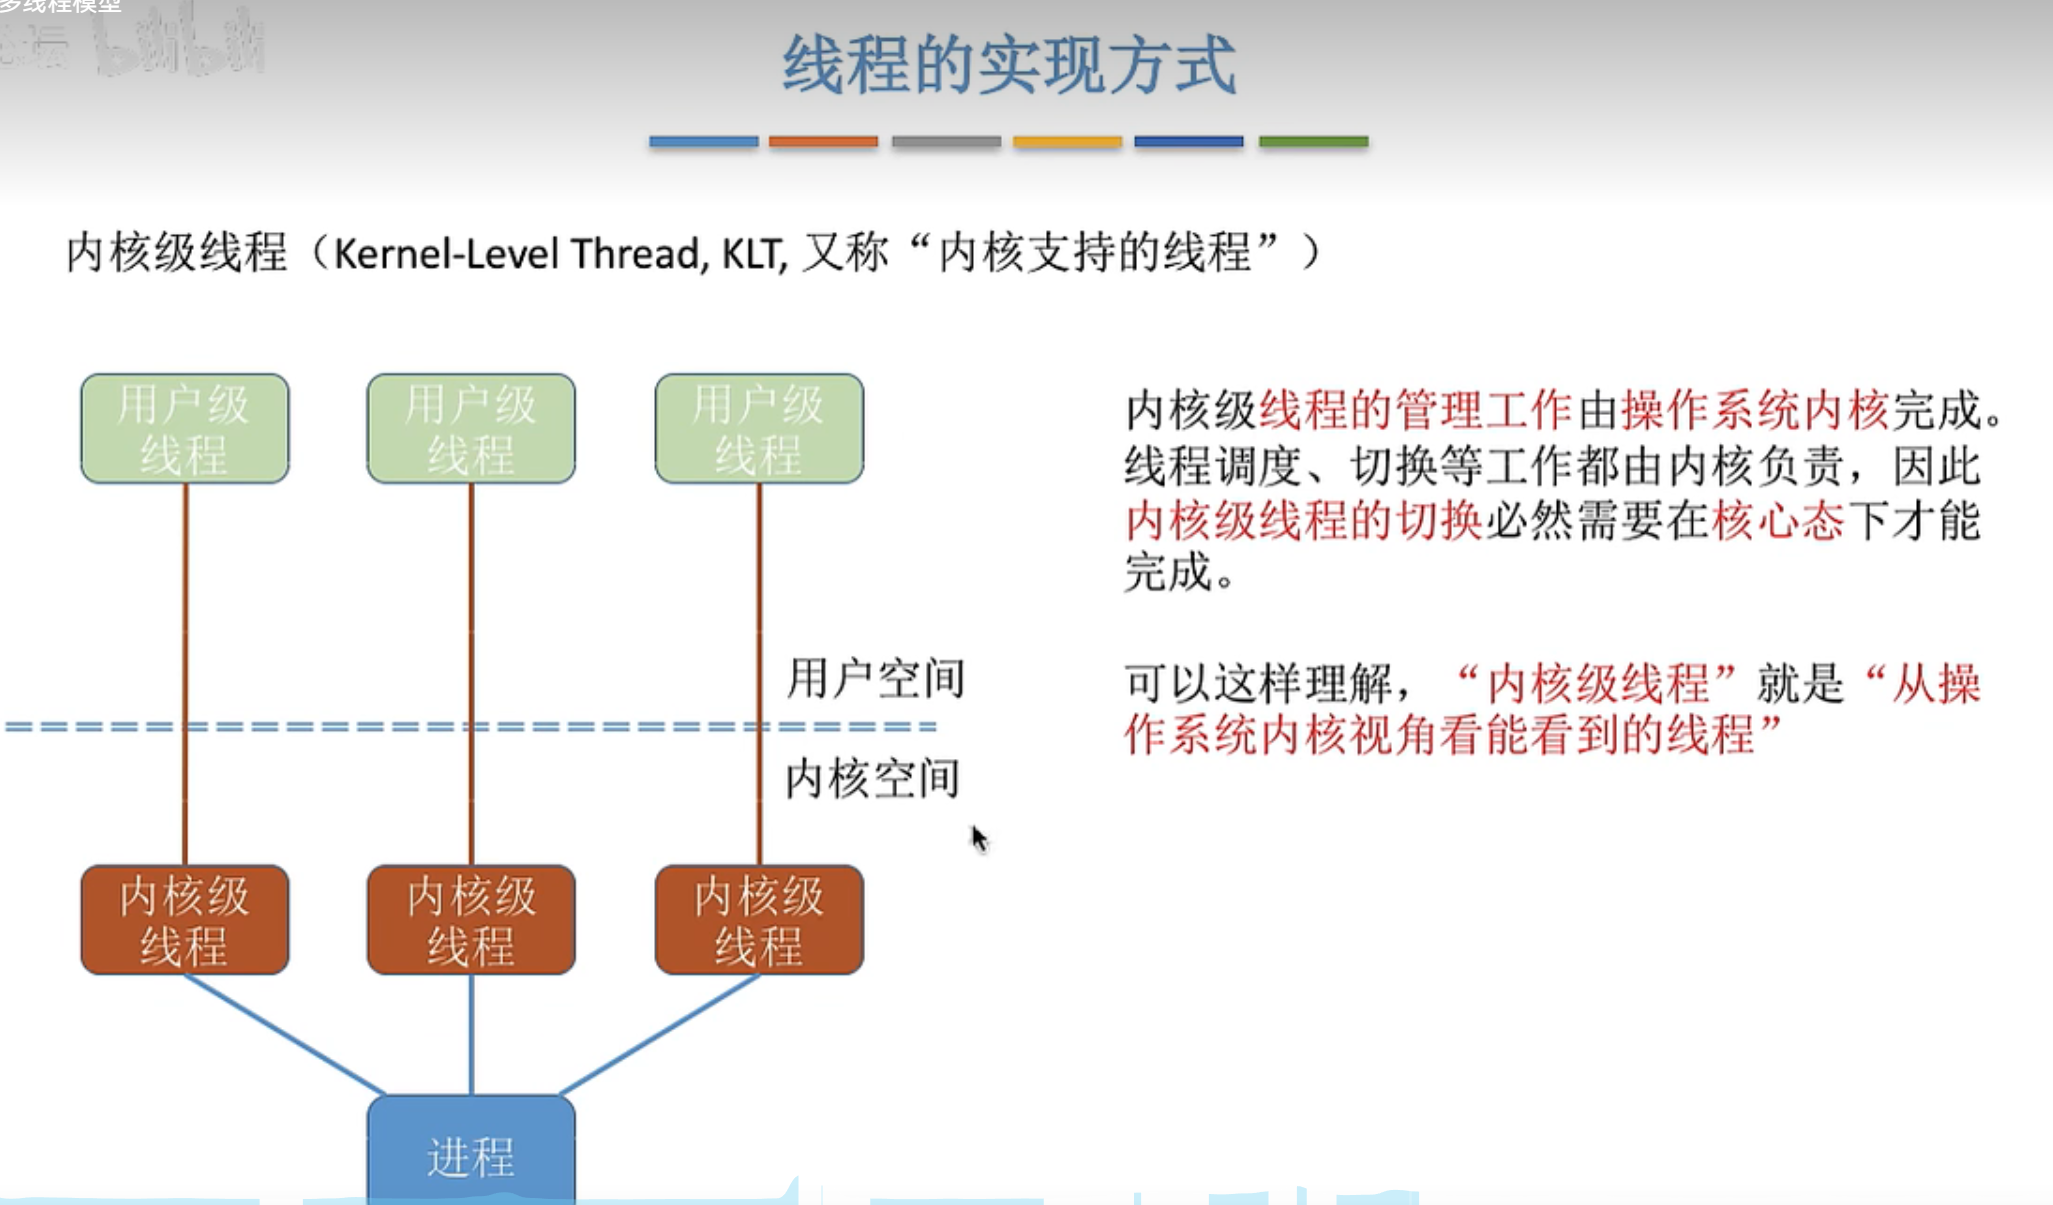 多线程模型
bilibili
线程的实现方式
内核级线程（Kernel-Level Thread, KLT, 又称“内核支持的线程”）
用户级
线程
用户级
线程
用户级
线程
内核级线程的管理工作由操作系统内核完成。
线程调度、切换等工作都由内核负责，因此
内核级线程的切换必然需要在核心态下才能
完成。
可以这样理解，“内核级线程”就是“从操
作系统内核视角看能看到的线程”
用户空间
内核空间
内核级
线程
内核级
线程
内核级
线程
进程